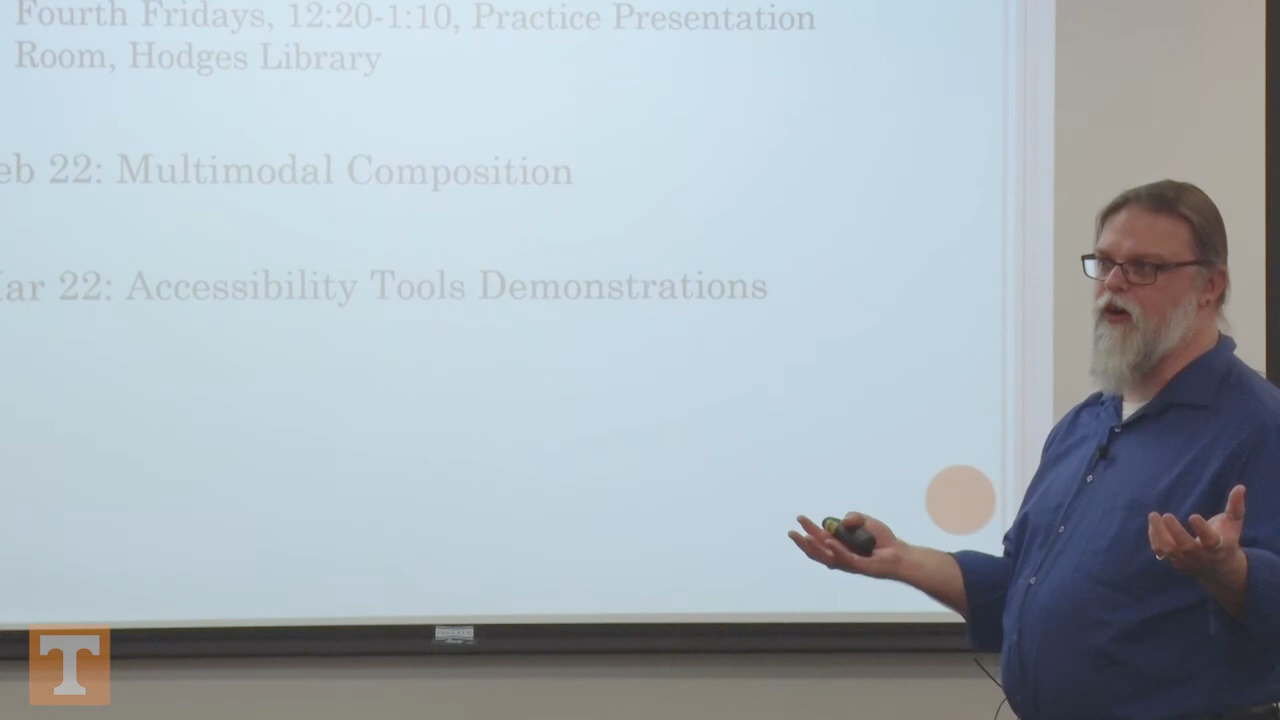 Fourth Fridays, 12:20-1:10, Practice Presentation
Room, Hodges Library
eb 22: Multimodal Composition
ar 22: Accessibility Tools Demonstrations
T